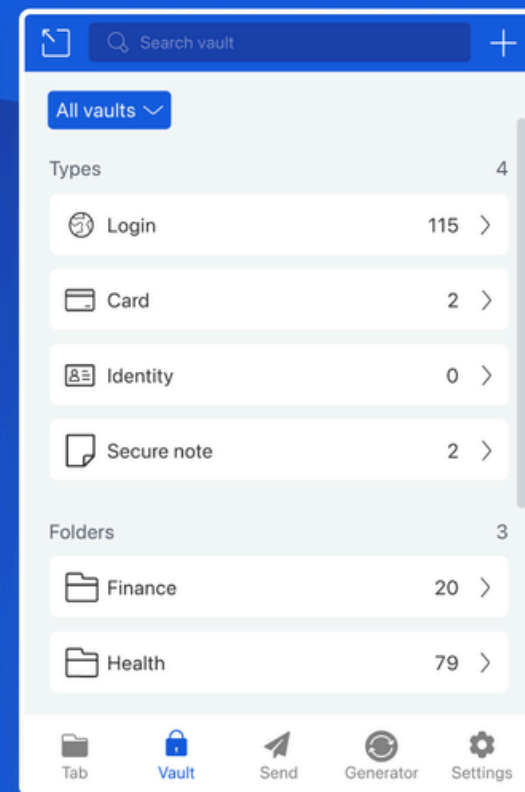 Search vault
All vaults
Types 4
Login 115
Card 2
Identity 0
Secure note 2
Folders 3
Finance 20
Health 79
Tab Vault Send Generator Settings